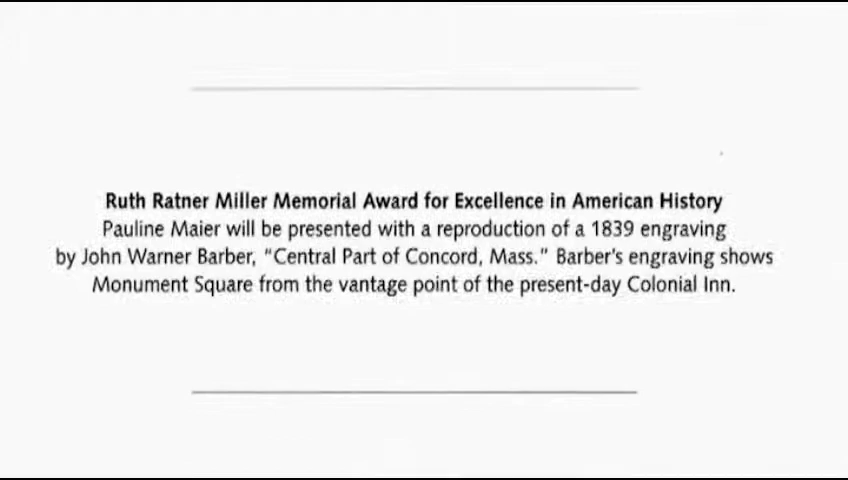 Ruth Ratner Miller Memorial Award for Excellence in American History
Pauline Maier will be presented with a reproduction of a 1839 engraving
by John Warner Barber, “Central Part of Concord, Mass.” Barber's engraving shows
Monument Square from the vantage point of the present-day Colonial Inn.